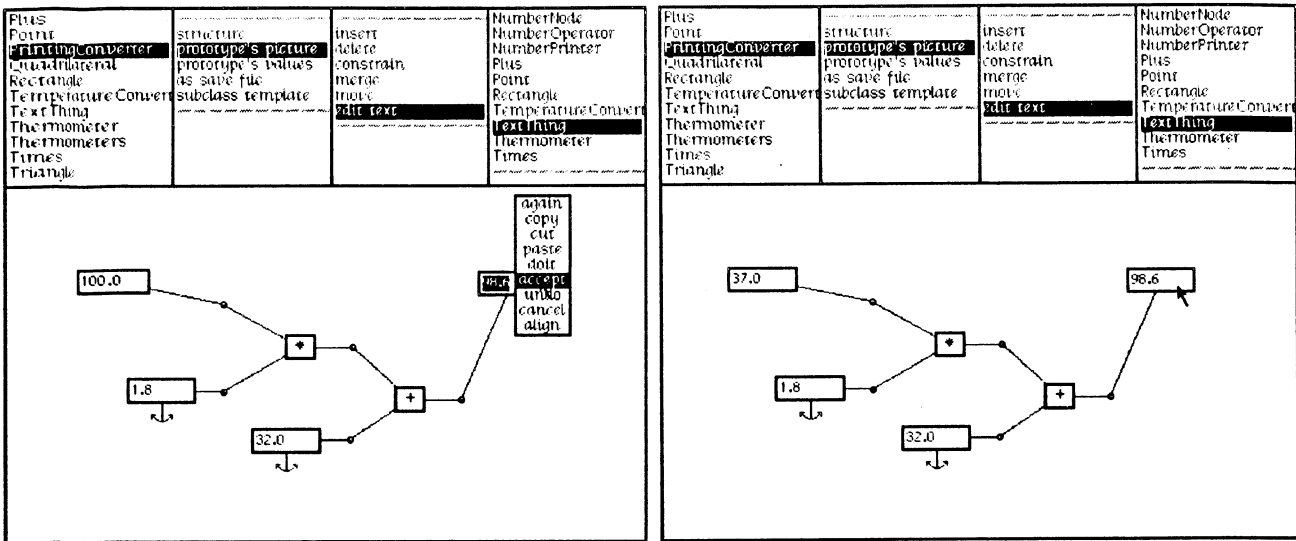 Plus
Point
PrintingConverter
Quadrilateral
Rectangle
TemperatureConvert
TextThing
Thermometer
Thermometers
Times
Triangle
structure
prototype's picture
prototype's values
as save file
subclass template
insert
delete
constrain
merge
move
edit text
NumberNode
NumberOperator
NumberPrinter
Plus
Point
Rectangle
TemperatureConvert
TextThing
Thermometer
Times
again
copy
cut
paste
doit
accept
undo
cancel
align
100.0
98.6
*
1.8
+
32.0
Plus
Point
PrintingConverter
Quadrilateral
Rectangle
TemperatureConvert
TextThing
Thermometer
Thermometers
Times
Triangle
structure
prototype's picture
prototype's values
as save file
subclass template
insert
delete
constrain
merge
move
edit text
NumberNode
NumberOperator
NumberPrinter
Plus
Point
Rectangle
TemperatureConvert
TextThing
Thermometer
Times
37.0
98.6
*
1.8
+
32.0